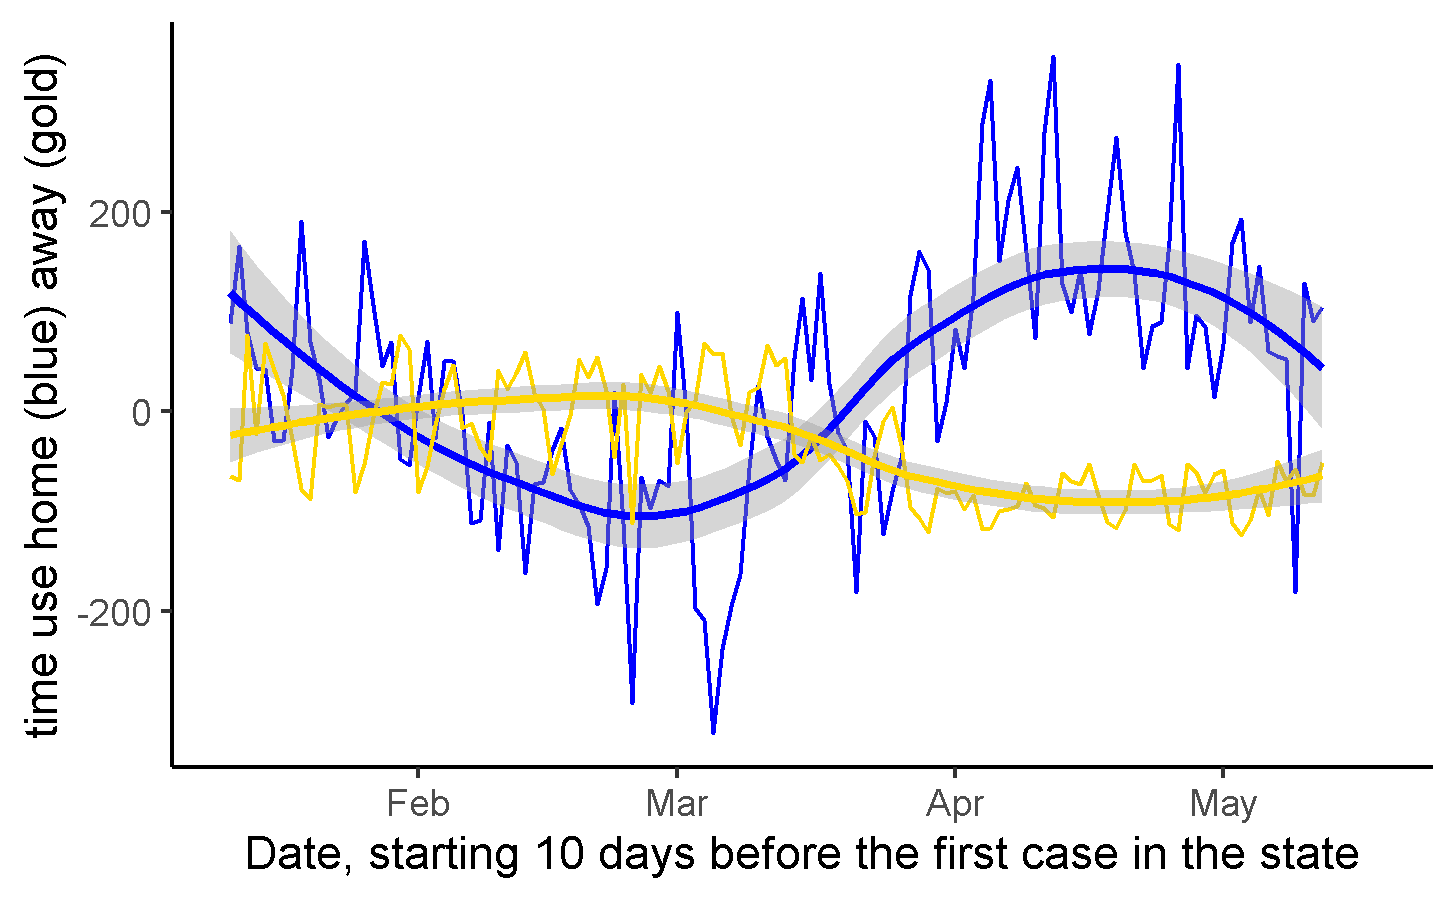 time use home (blue) away (gold)
200
0
-200
Feb
Mar
Apr
May
Date, starting 10 days before the first case in the state